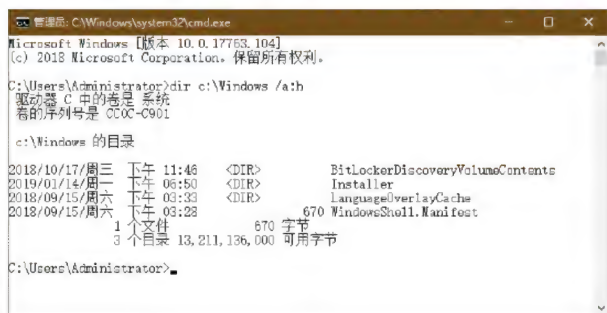 管理员: C:\Windows\system32\cmd.exe
Microsoft Windows [版本 10.0.17763.104]
(c) 2018 Microsoft Corporation。保留所有权利。
C:\Users\Administrator>dir c:\Windows /a:h
驱动器 C 中的卷是 系统
卷的序列号是 CC0C-C901
c:\Windows 的目录
2018/10/17/周三 下午 11:46 <DIR> BitLockerDiscoveryVolumeContents
2019/01/14/周一 下午 06:50 <DIR> Installer
2018/09/15/周六 下午 03:33 <DIR> LanguageOverlayCache
2018/09/15/周六 下午 03:28 670 WindowsShell.Manifest
1 个文件 670 字节
3 个目录 13,211,136,000 可用字节
C:\Users\Administrator>